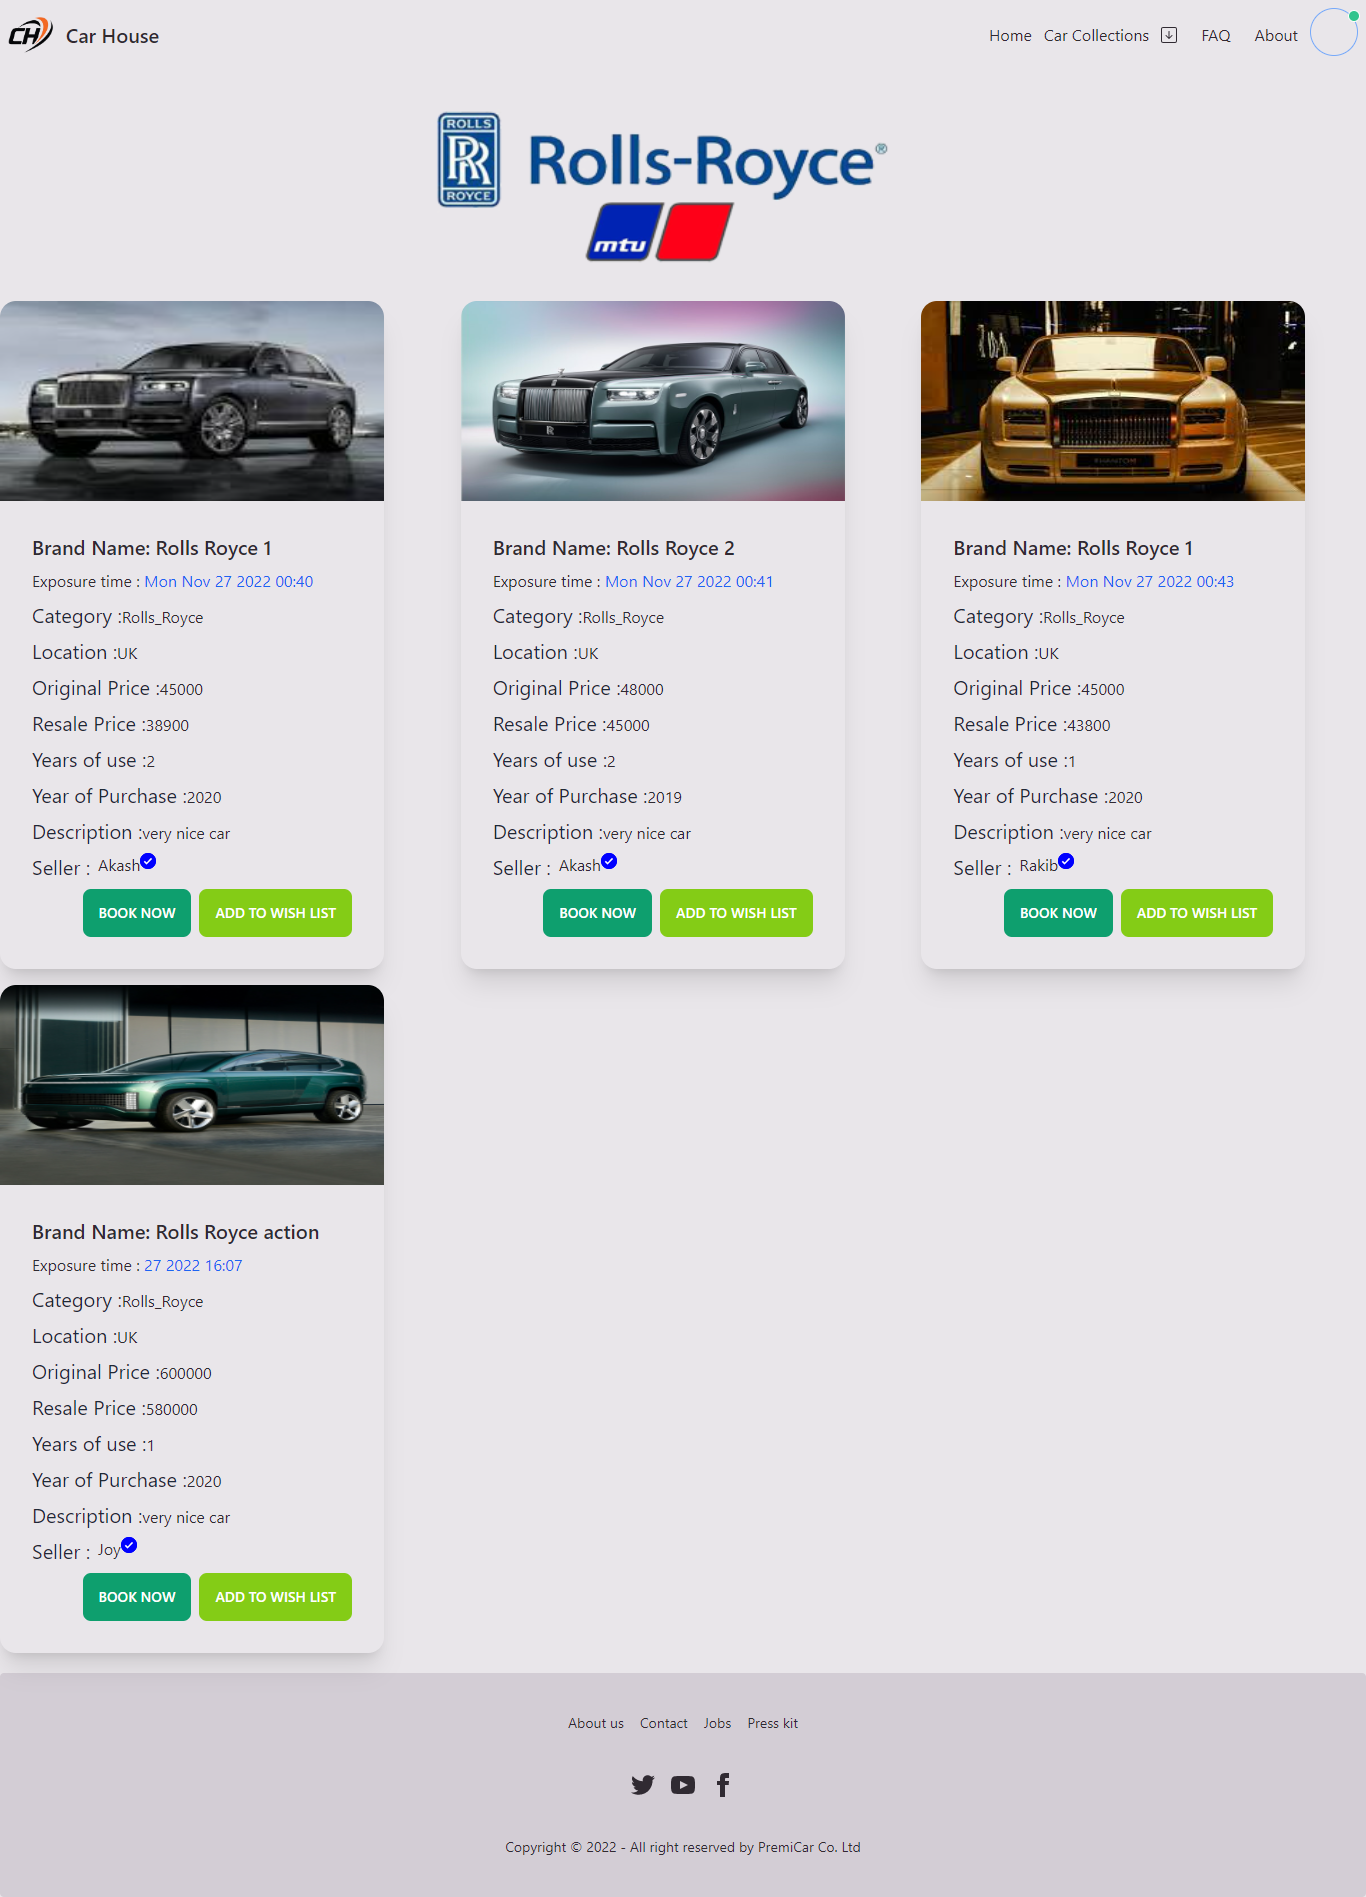 CH Car House
Home Car Collections FAQ About
ROLLS
RR
ROYCE
Rolls-Royce®
mtu
Brand Name: Rolls Royce 1
Exposure time : Mon Nov 27 2022 00:40
Category :Rolls_Royce
Location :UK
Original Price :45000
Resale Price :38900
Years of use :2
Year of Purchase :2020
Description :very nice car
Seller : Akash
BOOK NOW ADD TO WISH LIST
Brand Name: Rolls Royce 2
Exposure time : Mon Nov 27 2022 00:41
Category :Rolls_Royce
Location :UK
Original Price :48000
Resale Price :45000
Years of use :2
Year of Purchase :2019
Description :very nice car
Seller : Akash
BOOK NOW ADD TO WISH LIST
PHANTOM
Brand Name: Rolls Royce 1
Exposure time : Mon Nov 27 2022 00:43
Category :Rolls_Royce
Location :UK
Original Price :45000
Resale Price :43800
Years of use :1
Year of Purchase :2020
Description :very nice car
Seller : Rakib
BOOK NOW ADD TO WISH LIST
Brand Name: Rolls Royce action
Exposure time : 27 2022 16:07
Category :Rolls_Royce
Location :UK
Original Price :600000
Resale Price :580000
Years of use :1
Year of Purchase :2020
Description :very nice car
Seller : Joy
BOOK NOW ADD TO WISH LIST
About us Contact Jobs Press kit
Copyright © 2022 - All right reserved by PremiCar Co. Ltd